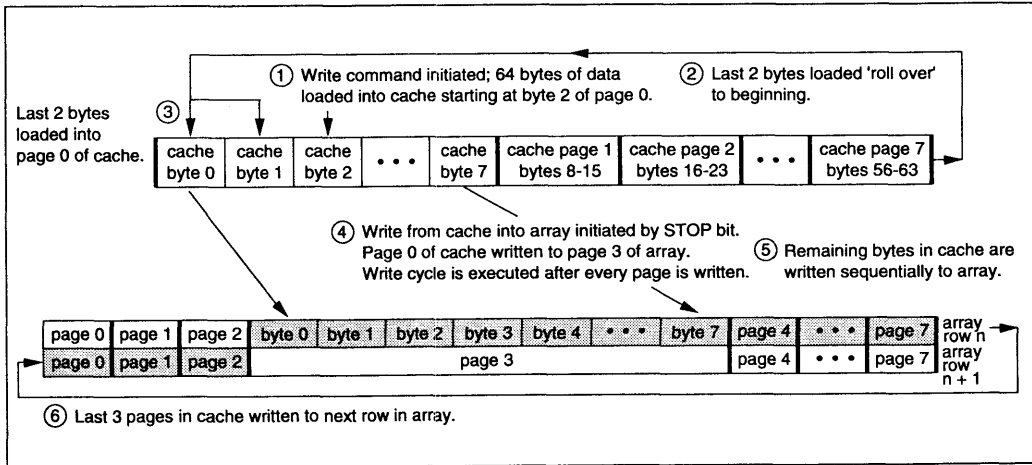 ① Write command initiated; 64 bytes of data
loaded into cache starting at byte 2 of page 0.
② Last 2 bytes loaded 'roll over'
to beginning.
Last 2 bytes
loaded into
page 0 of cache.
③
cache byte 0 cache byte 1 cache byte 2 • • • cache byte 7 cache page 1 bytes 8-15 cache page 2 bytes 16-23 • • • cache page 7 bytes 56-63
④ Write from cache into array initiated by STOP bit.
Page 0 of cache written to page 3 of array.
Write cycle is executed after every page is written.
⑤ Remaining bytes in cache are
written sequentially to array.
page 0 page 1 page 2 byte 0 byte 1 byte 2 byte 3 byte 4 • • • byte 7 page 4 • • • page 7 array row n
page 0 page 1 page 2 page 3 page 4 • • • page 7 array row n + 1
⑥ Last 3 pages in cache written to next row in array.